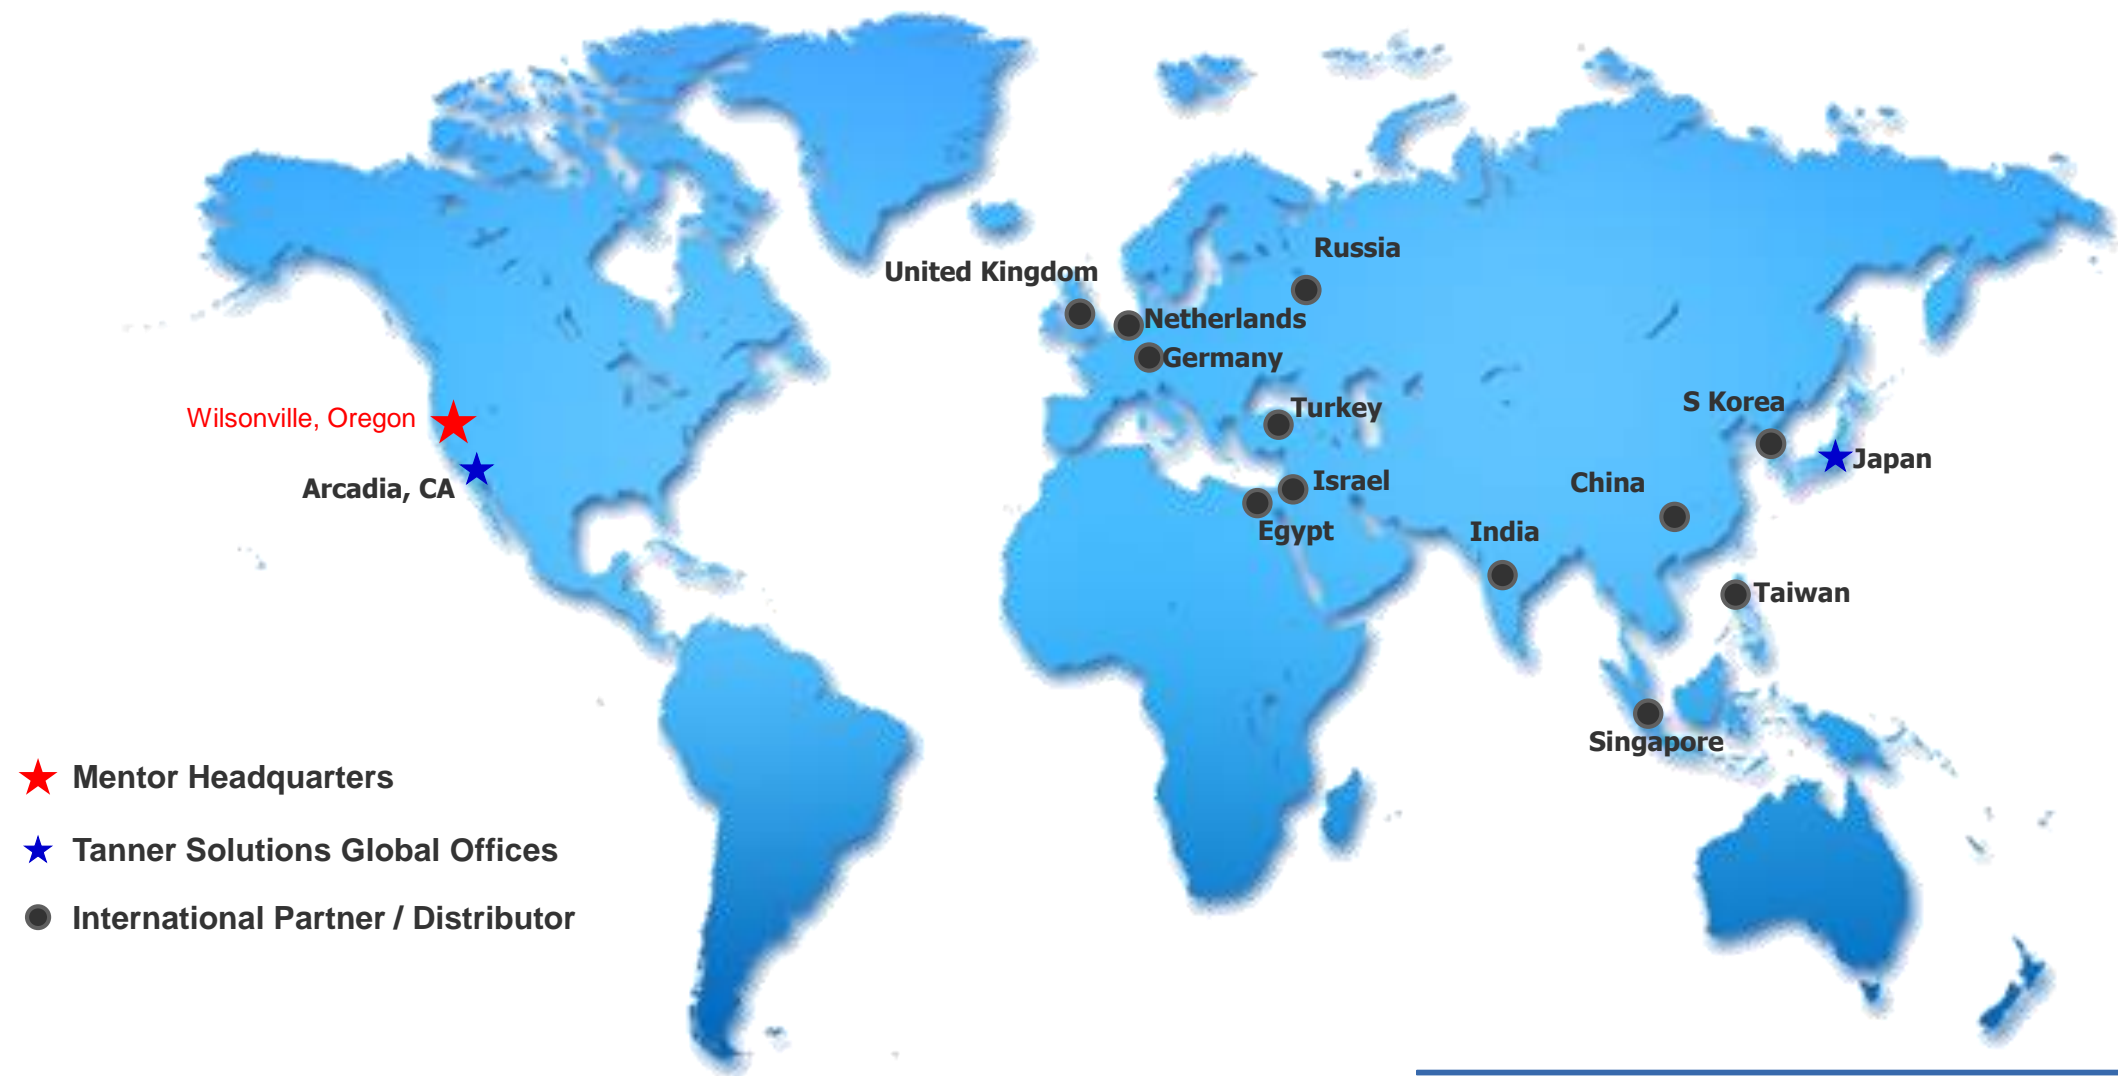 Russia
United Kingdom
Netherlands
Germany
S Korea
Turkey
Wilsonville, Oregon
Japan
Israel
China
Arcadia, CA
Egypt
India
Taiwan
Singapore
Mentor Headquarters
Tanner Solutions Global Offices
International Partner / Distributor